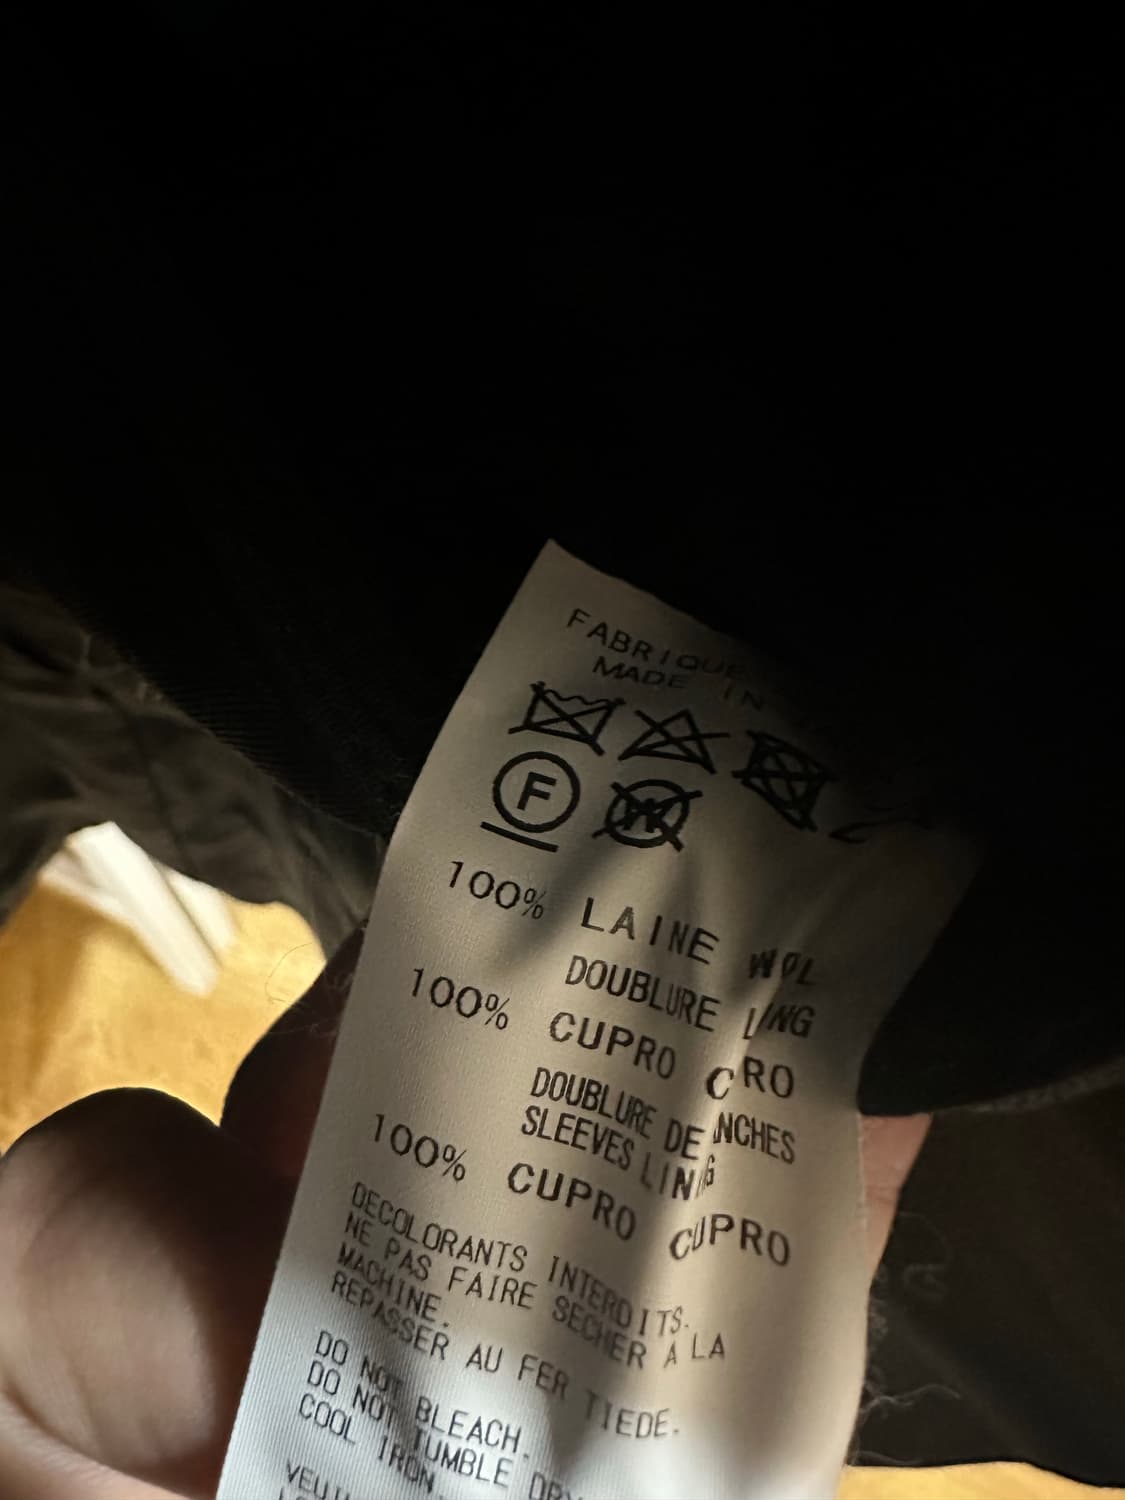 FABRIQUE
MADE IN
F
W
100% LAINE
DOUBLURE
100% CUPRO
DOUBLURE DE
SLEEVES
100% CUPRO CUPRO
DECOLORANTS INTERDITS.
NE PAS FAIRE SECHER A LA
MACHINE.
REPASSER AU FER TIEDE.
DO NOT BLEACH.
DO NOT TUMBLE DRY
COOL IRON